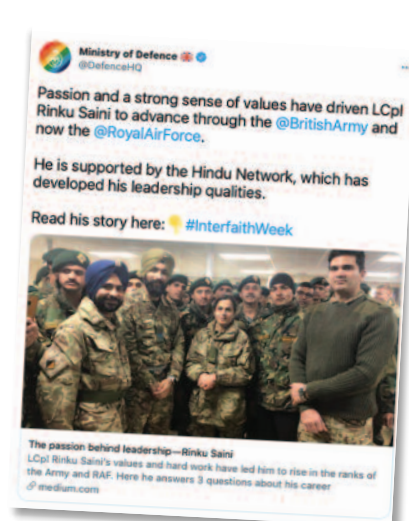 Ministry of Defence 🇬🇧
@DefenceHQ
Passion and a strong sense of values have driven LCpl
Rinku Saini to advance through the @BritishArmy and
now the @RoyalAirForce.
He is supported by the Hindu Network, which has
developed his leadership qualities.
Read his story here: 👇 #InterfaithWeek
The passion behind leadership—Rinku Saini
LCpl Rinku Saini's values and hard work have led him to rise in the ranks of
the Army and RAF. Here he answers 3 questions about his career
medium.com